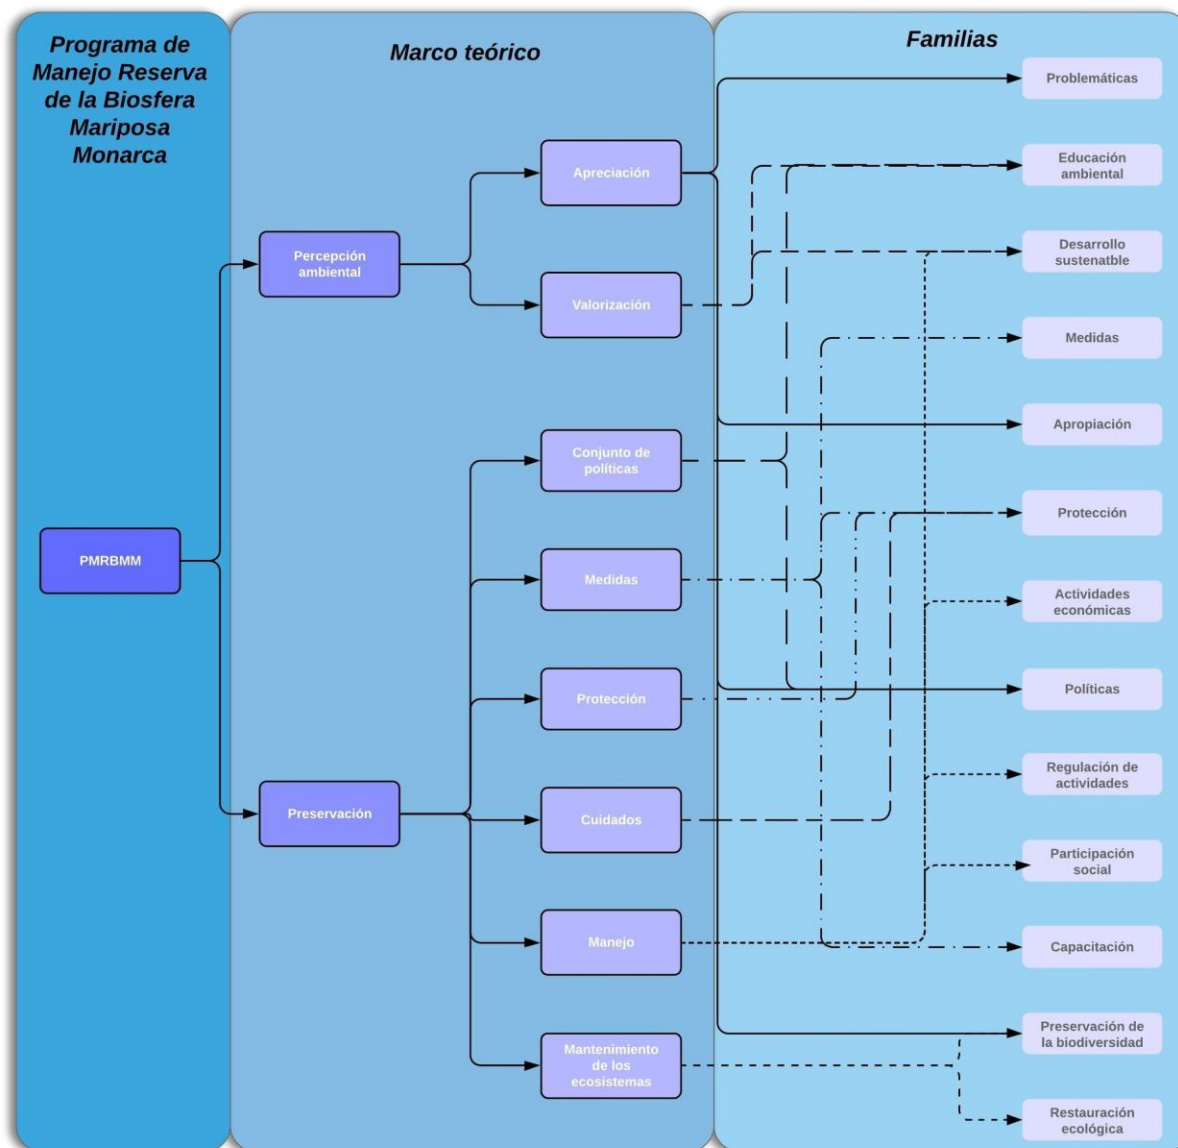 Programa de
Manejo Reserva
de la Biosfera
Mariposa
Monarca
PMRBMM
Marco teórico
Percepción
ambiental
Preservación
Apreciación
Valorización
Conjunto de
políticas
Medidas
Protección
Cuidados
Manejo
Mantenimiento
de los
ecosistemas
Familias
Problemáticas
Educación
ambiental
Desarrollo
sustenatble
Medidas
Apropiación
Protección
Actividades
económicas
Políticas
Regulación de
actividades
Participación
social
Capacitación
Preservación de
la biodiversidad
Restauración
ecológica